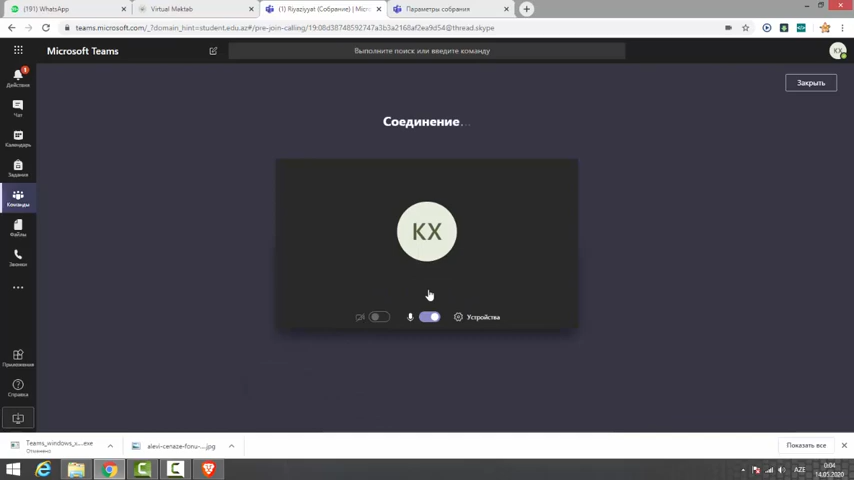 (191) WhatsApp
Virtual Məktəb
(1) Riyaziyyat (Собрание) | Micro
Параметры собрания
teams.microsoft.com/_?domain_hint=student.edu.az#/pre-join-calling/19:08d38748592747a3b3a2168af2ea9d54@thread.skype
Microsoft Teams
Выполните поиск или введите команду
KX
Действия
Чат
Календарь
Задания
Команды
Файлы
Звонки
Приложения
Справка
Закрыть
Соединение...
KX
Устройства
Teams_windows_x....exe
Отменено
alevi-cenaze-fonu-...jpg
Показать все
AZE
0:04
14.05.2020